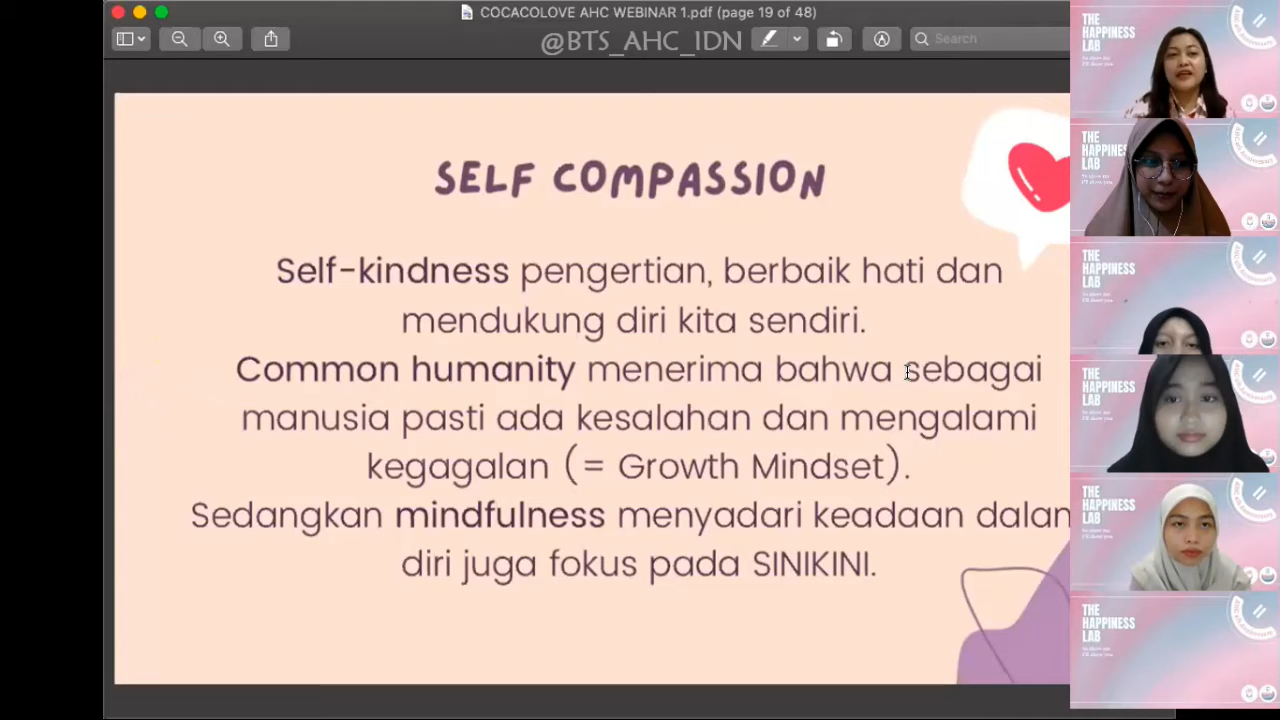 COCACOLOVE AHC WEBINAR 1.pdf (page 19 of 48)
@BTS_AHC_IDN
Search
SELF COMPASSION
Self-kindness pengertian, berbaik hati dan
mendukung diri kita sendiri.
Common humanity menerima bahwa sebagai
manusia pasti ada kesalahan dan mengalami
kegagalan (= Growth Mindset).
Sedangkan mindfulness menyadari keadaan dalam
diri juga fokus pada SINIKINI.
THE
HAPPINESS
LAB
THE
HAPPINESS
LAB
THE
HAPPINESS
LAB
THE
HAPPINESS
LAB
THE
HAPPINESS
LAB
THE
HAPPINESS
LAB